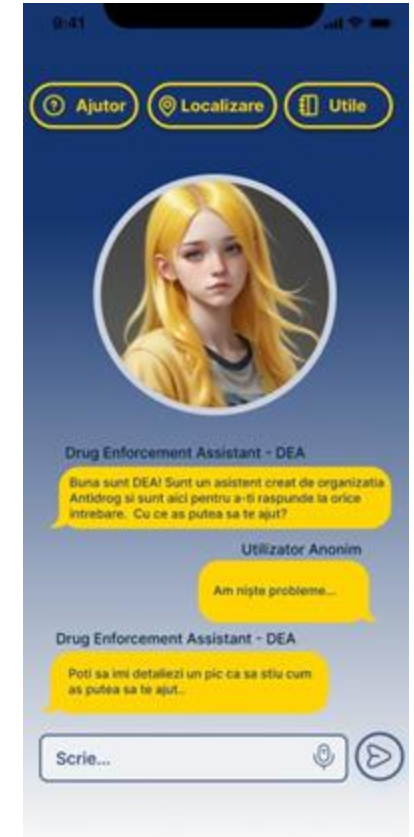 9:41
Ajutor
Localizare
Utile
Drug Enforcement Assistant - DEA
Buna sunt DEA! Sunt un asistent creat de organizatia
Antidrog si sunt aici pentru a-ti raspunde la orice
intrebare. Cu ce as putea sa te ajut?
Utilizator Anonim
Am niște probleme...
Drug Enforcement Assistant - DEA
Poti sa imi detaliezi un pic ca sa stiu cum
as putea sa te ajut..
Scrie...